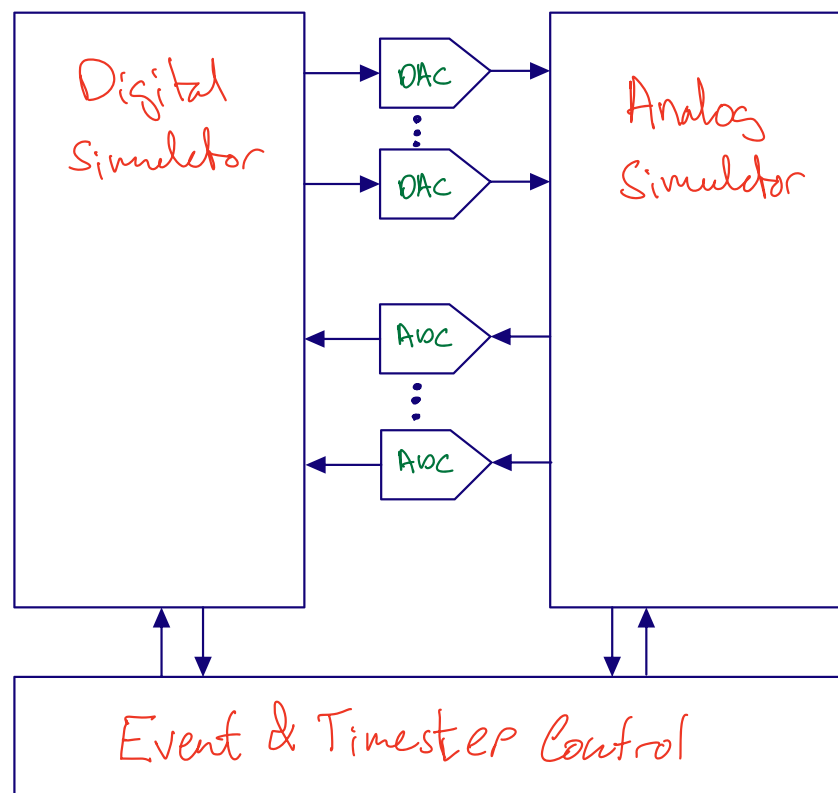 Digital
Simulator
DAC
DAC
ADC
ADC
Analog
Simulator
Event & Timestep Control